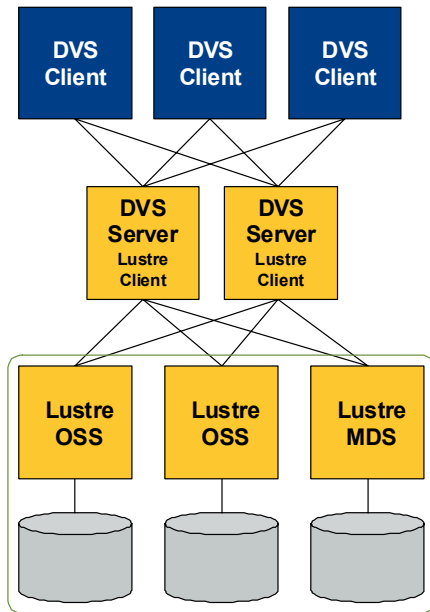 DVS
Client
DVS
Client
DVS
Client
DVS
Server
Lustre
Client
DVS
Server
Lustre
Client
Lustre
OSS
Lustre
OSS
Lustre
MDS